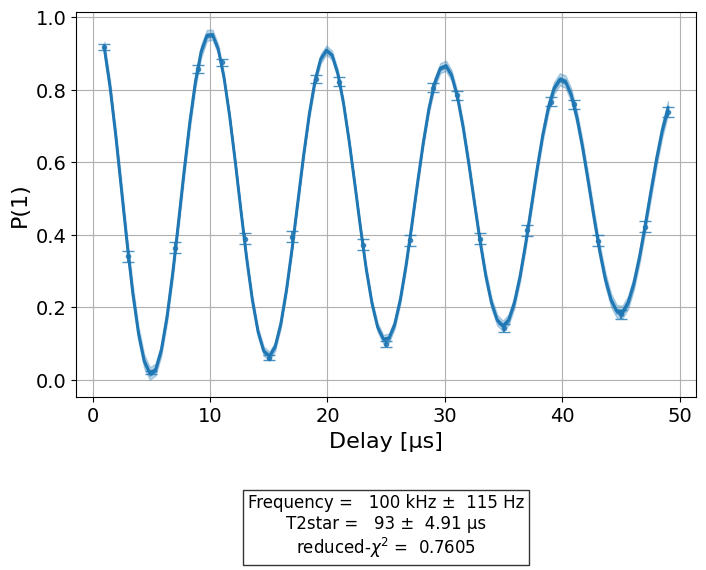 1.0
0.8
0.6
0.4
0.2
0.0
P(1)
0 10 20 30 40 50
Delay [μs]
Frequency = 100 kHz ± 115 Hz
T2star = 93 ± 4.91 μs
reduced-χ² = 0.7605